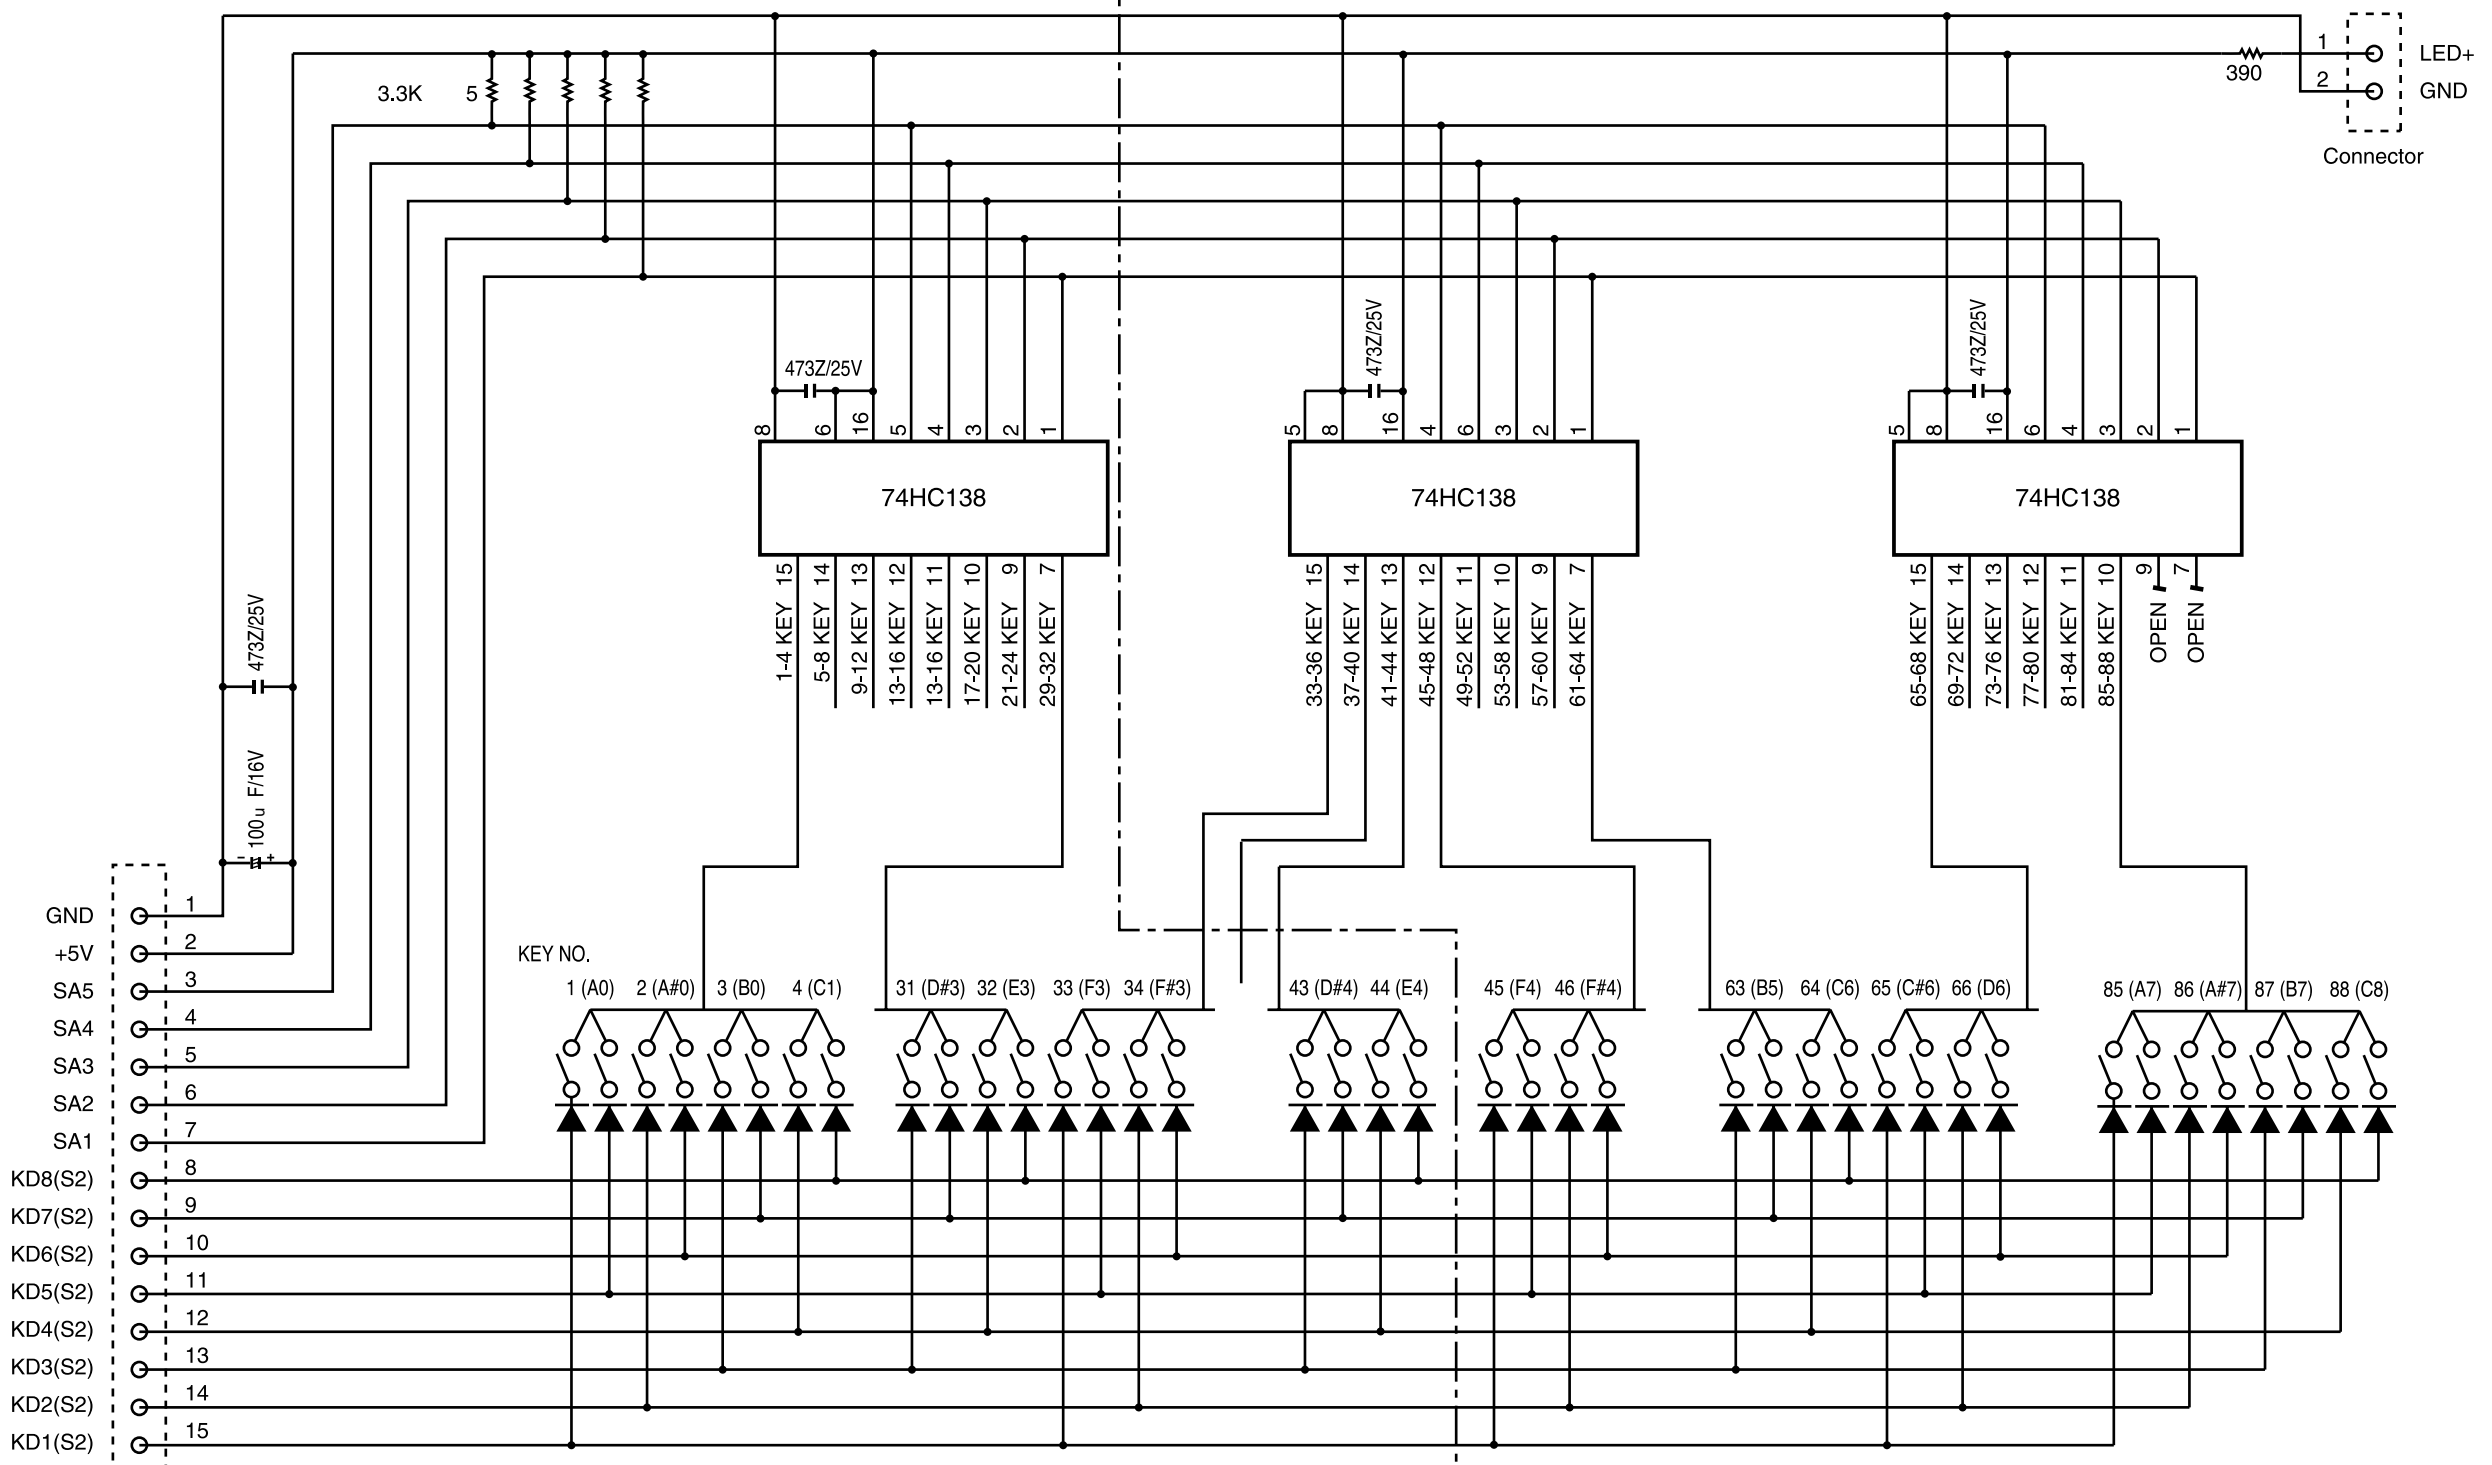 1
LED+
390
2
GND
Connector
3.3K 5
473Z/25V
473Z/25V
473Z/25V
8 6 16 5 4 3 2 1
5 8 16 4 6 3 2 1
5 8 16 6 4 3 2 1
74HC138
74HC138
74HC138
1-4 KEY 15
5-8 KEY 14
9-12 KEY 13
13-16 KEY 12
13-16 KEY 11
17-20 KEY 10
21-24 KEY 9
29-32 KEY 7
33-36 KEY 15
37-40 KEY 14
41-44 KEY 13
45-48 KEY 12
49-52 KEY 11
53-58 KEY 10
57-60 KEY 9
61-64 KEY 7
65-68 KEY 15
69-72 KEY 14
73-76 KEY 13
77-80 KEY 12
81-84 KEY 11
85-88 KEY 10
OPEN 9
OPEN 7
473Z/25V
100u F/16V
- +
KEY NO.
1 (A0) 2 (A#0) 3 (B0) 4 (C1) 31 (D#3) 32 (E3) 33 (F3) 34 (F#3) 43 (D#4) 44 (E4) 45 (F4) 46 (F#4) 63 (B5) 64 (C6) 65 (C#6) 66 (D6) 85 (A7) 86 (A#7) 87 (B7) 88 (C8)
GND 1
+5V 2
SA5 3
SA4 4
SA3 5
SA2 6
SA1 7
KD8(S2) 8
KD7(S2) 9
KD6(S2) 10
KD5(S2) 11
KD4(S2) 12
KD3(S2) 13
KD2(S2) 14
KD1(S2) 15